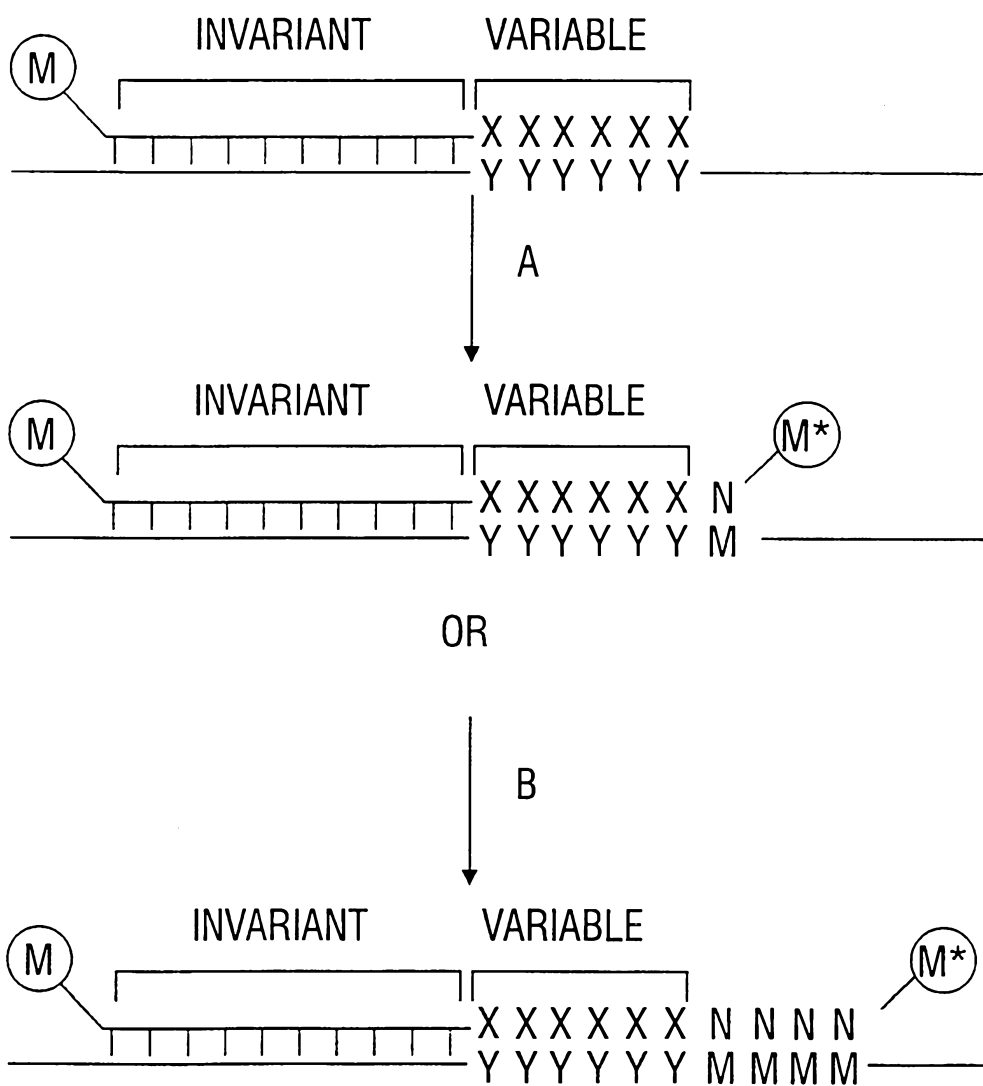 INVARIANT VARIABLE
M
X X X X X X
Y Y Y Y Y Y
A
INVARIANT VARIABLE
M M*
X X X X X X N
Y Y Y Y Y Y M
OR
B
INVARIANT VARIABLE
M M*
X X X X X X N N N N
Y Y Y Y Y Y M M M M